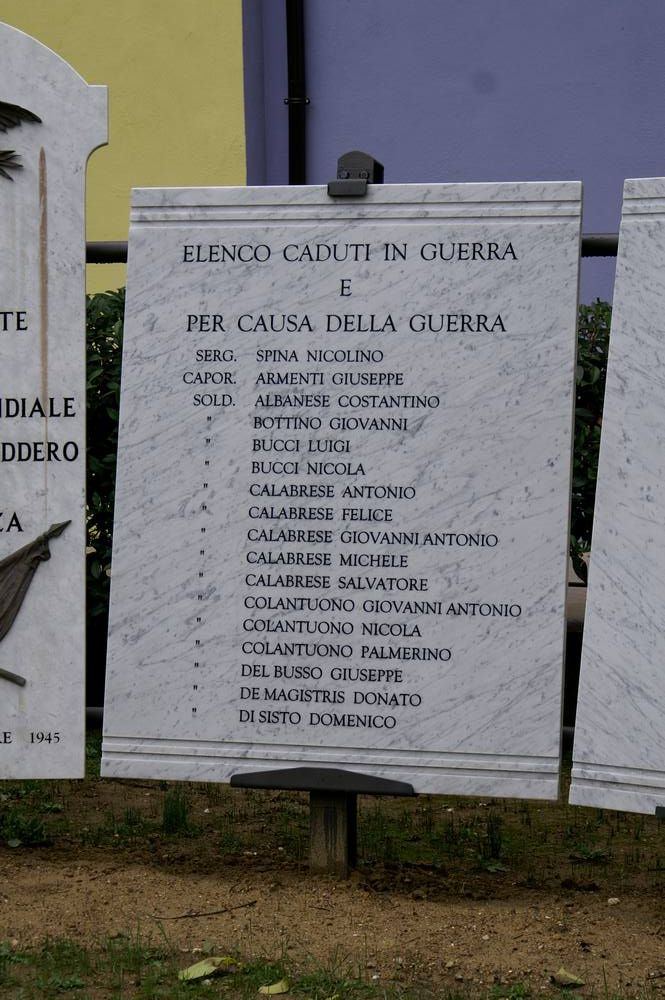 TE
NDIALE
DDERO
ZA
RE 1945
ELENCO CADUTI IN GUERRA
E
PER CAUSA DELLA GUERRA
SERG. SPINA NICOLINO
CAPOR. ARMENTI GIUSEPPE
SOLD. ALBANESE COSTANTINO
" BOTTINO GIOVANNI
" BUCCI LUIGI
" BUCCI NICOLA
" CALABRESE ANTONIO
" CALABRESE FELICE
" CALABRESE GIOVANNI ANTONIO
" CALABRESE MICHELE
" CALABRESE SALVATORE
" COLANTUONO GIOVANNI ANTONIO
" COLANTUONO NICOLA
" COLANTUONO PALMERINO
" DEL BUSSO GIUSEPPE
" DE MAGISTRIS DONATO
" DI SISTO DOMENICO